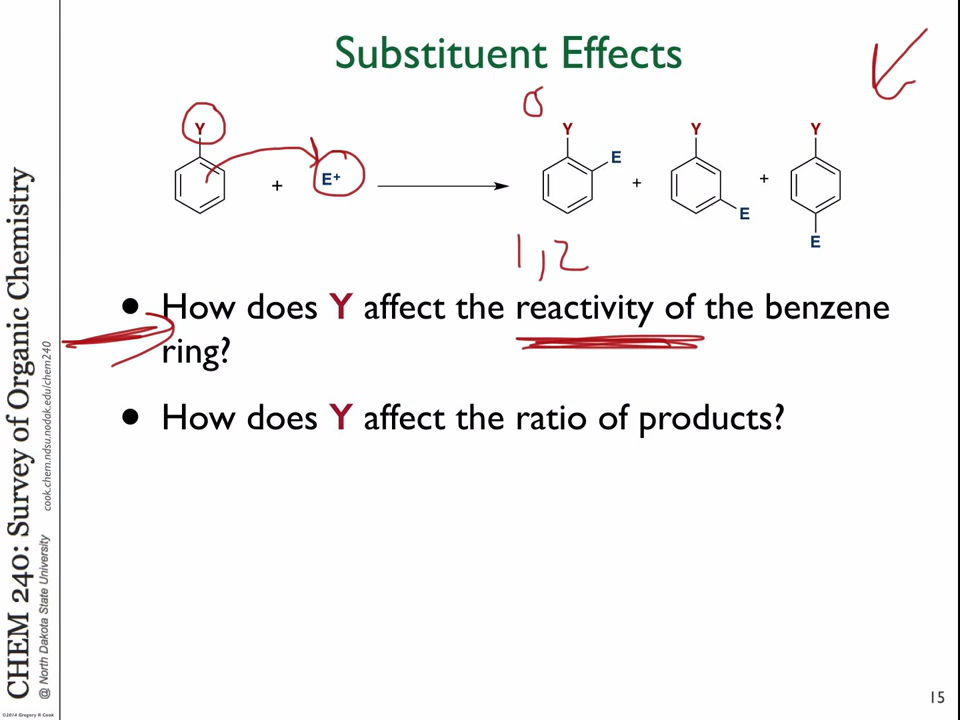 Substituent Effects
σ
Y Y Y Y
E
E+
+ + +
E
E
1,2
• How does Y affect the reactivity of the benzene
ring?
• How does Y affect the ratio of products?
CHEM 240: Survey of Organic Chemistry
@ North Dakota State University cook.chem.ndsu.nodak.edu/chem240
©2014 Gregory R Cook
15